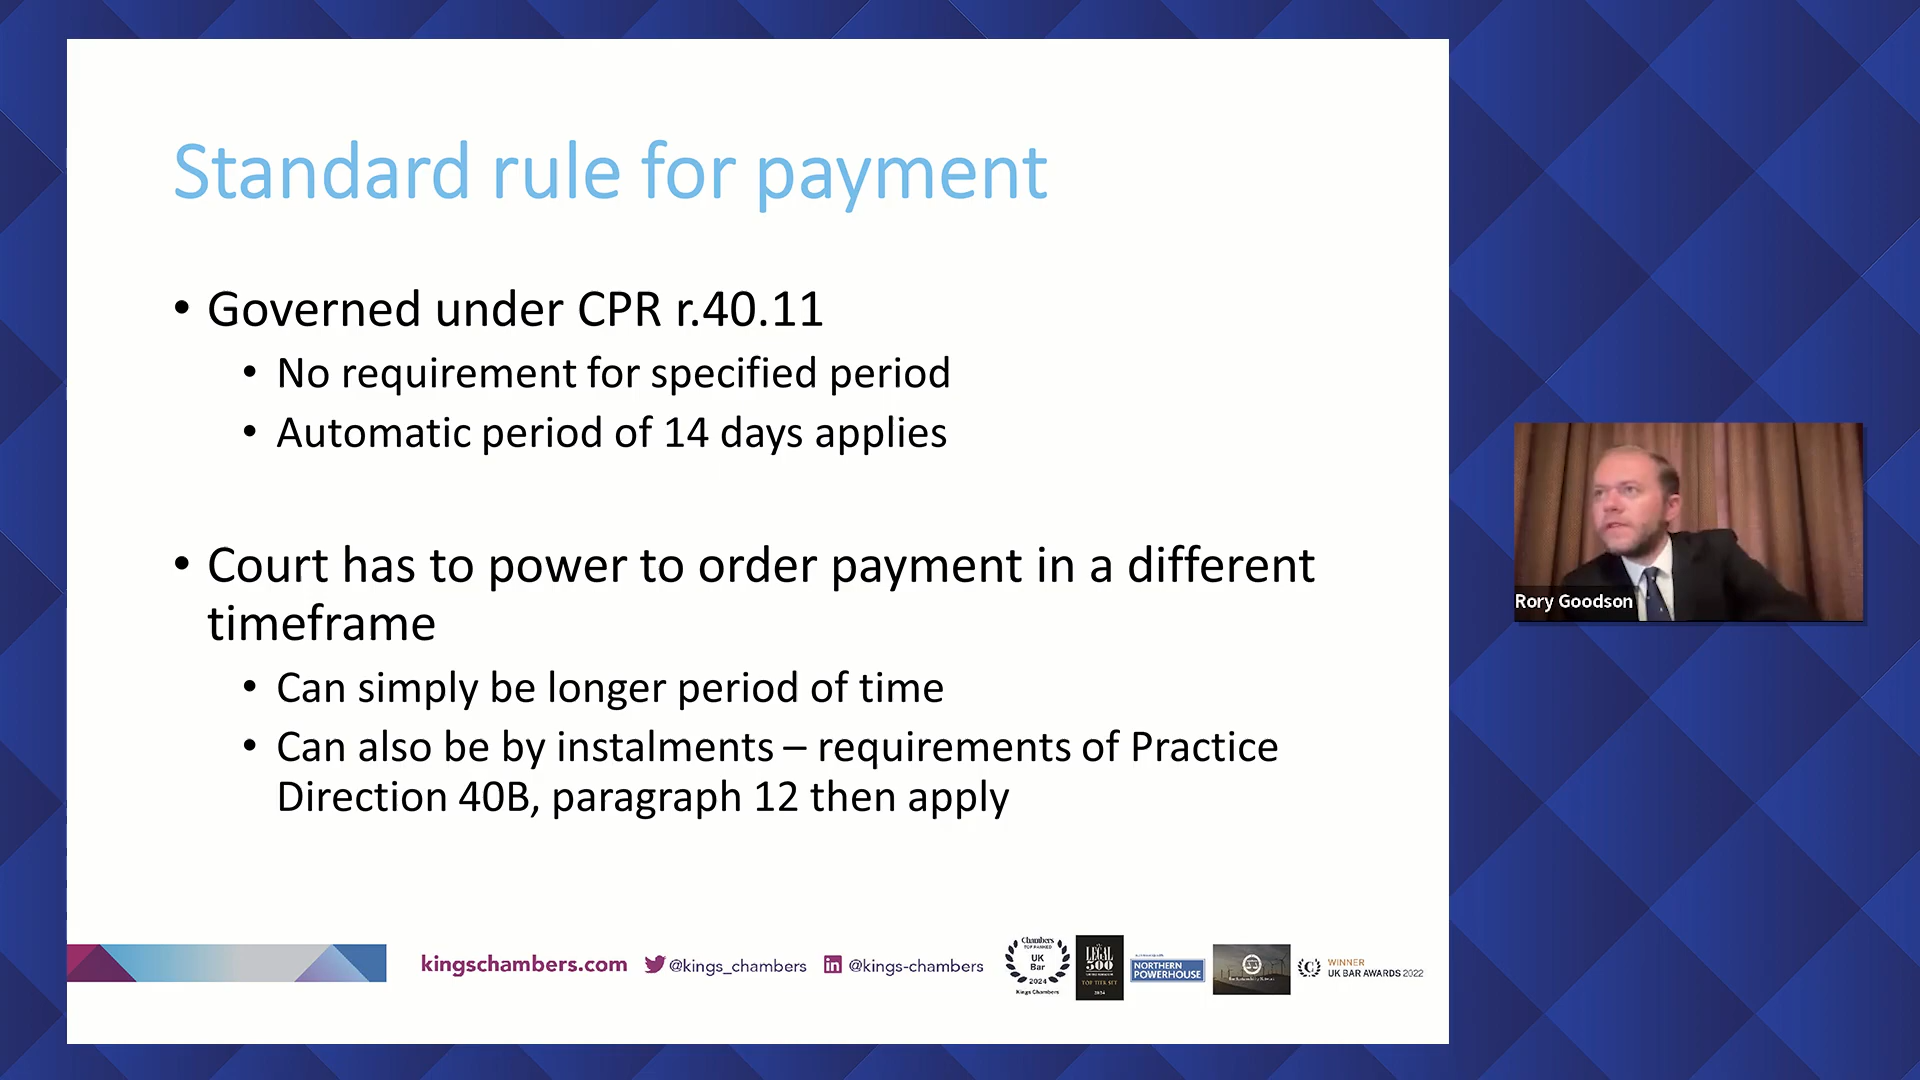 Standard rule for payment
• Governed under CPR r.40.11
• No requirement for specified period
• Automatic period of 14 days applies
• Court has to power to order payment in a different
timeframe
• Can simply be longer period of time
• Can also be by instalments – requirements of Practice
Direction 40B, paragraph 12 then apply
Rory Goodson
kingschambers.com
@kings_chambers
@kings-chambers
Chambers
TOP RANKED
UK
Bar
2024
Kings Chambers
The
LEGAL
500
TOP TIER SET
2024
NORTHERN
POWERHOUSE
WINNER
UK BAR AWARDS 2022